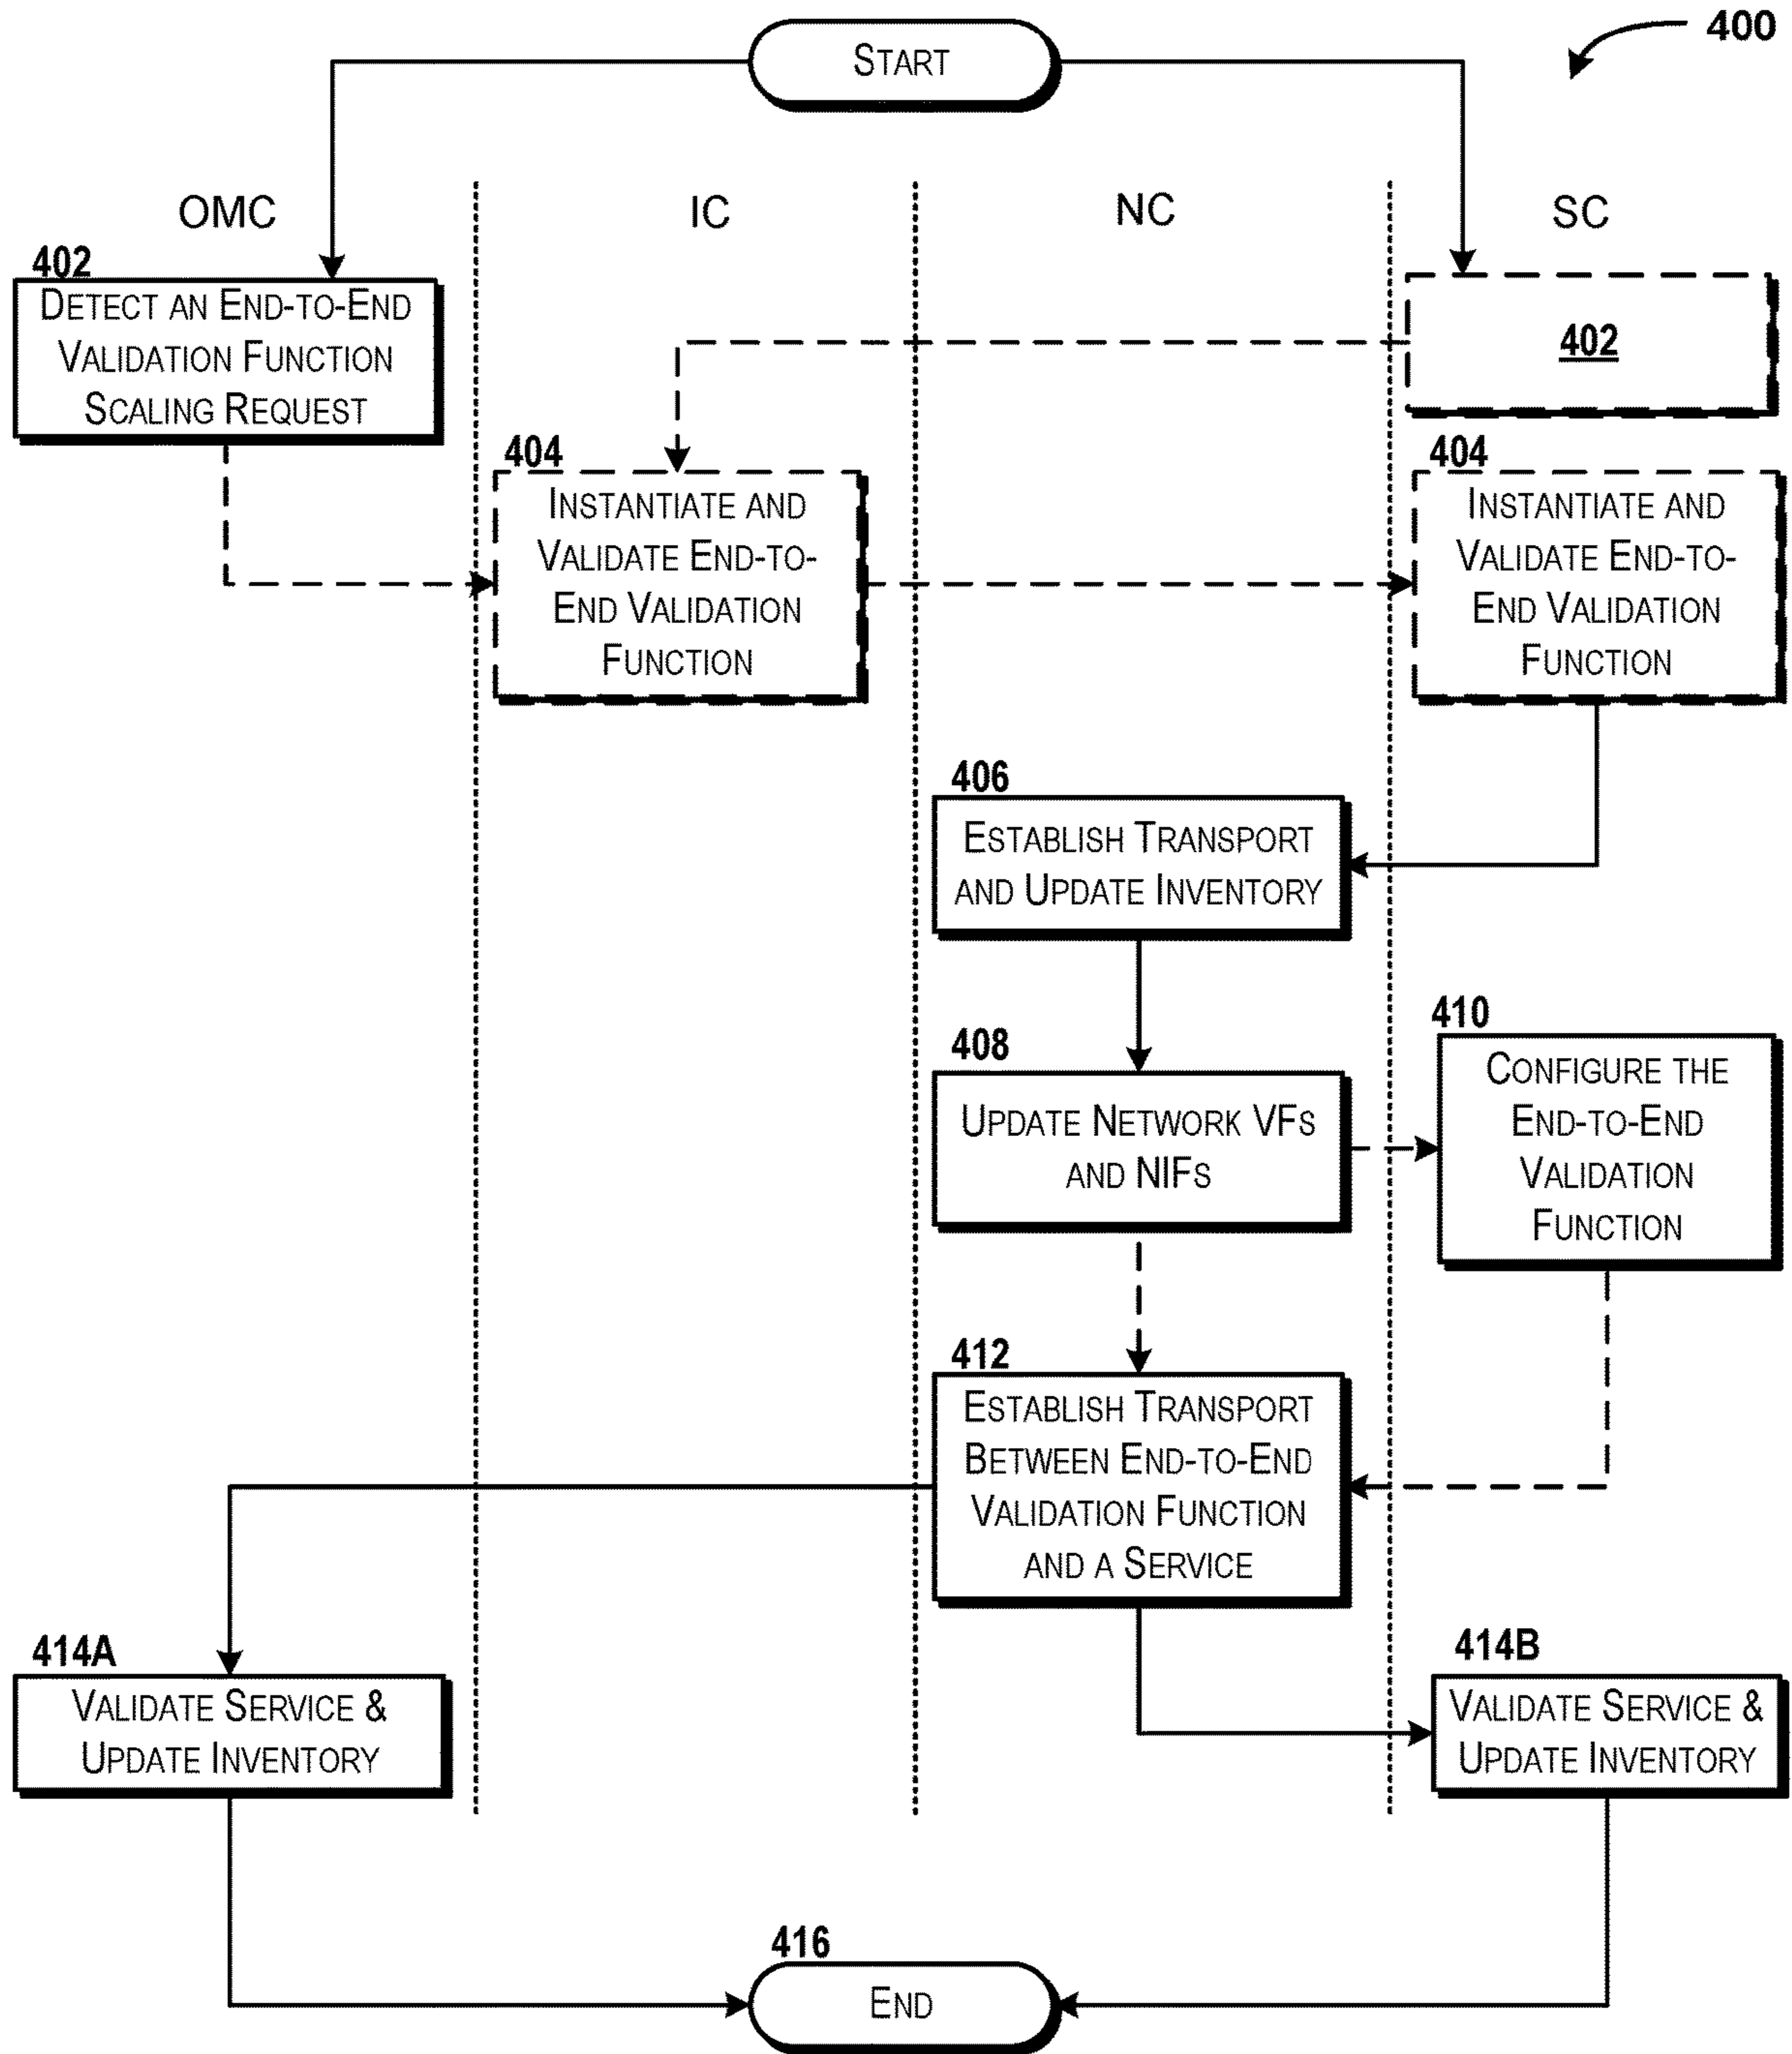 400
START
OMC
IC
NC
SC
402
DETECT AN END-TO-END
VALIDATION FUNCTION
SCALING REQUEST
402
404
INSTANTIATE AND
VALIDATE END-TO-
END VALIDATION
FUNCTION
404
INSTANTIATE AND
VALIDATE END-TO-
END VALIDATION
FUNCTION
406
ESTABLISH TRANSPORT
AND UPDATE INVENTORY
408
UPDATE NETWORK VFS
AND NIFS
410
CONFIGURE THE
END-TO-END
VALIDATION
FUNCTION
412
ESTABLISH TRANSPORT
BETWEEN END-TO-END
VALIDATION FUNCTION
AND A SERVICE
414A
VALIDATE SERVICE &
UPDATE INVENTORY
414B
VALIDATE SERVICE &
UPDATE INVENTORY
416
END